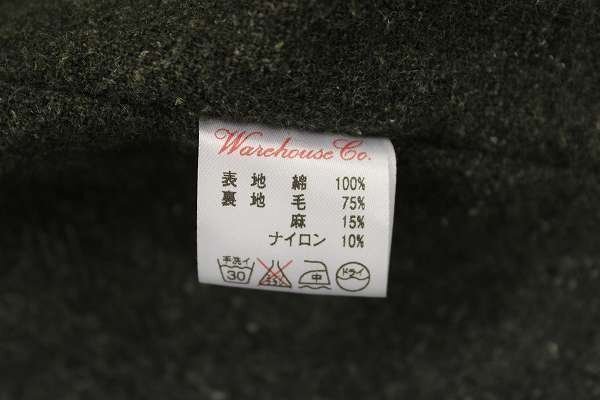 Warehouse Co.
表 地 綿 100%
裏 地 毛 75%
麻 15%
ナイロン 10%
手洗イ 30 中 ドライ